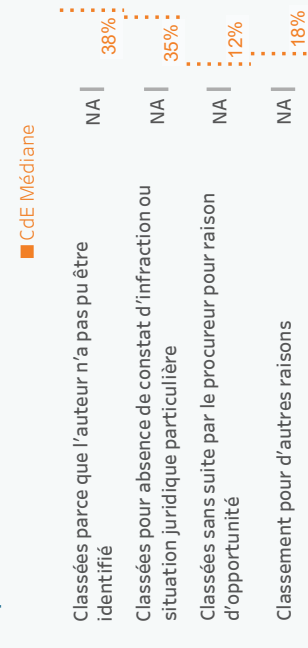 CdE Médiane
Classées parce que l’auteur n’a pas pu être
identifié
NA
38%
Classées pour absence de constat d’infraction ou
situation juridique particulière
NA
35%
Classées sans suite par le procureur pour raison
d’opportunité
NA
12%
Classement pour d’autres raisons
NA
18%